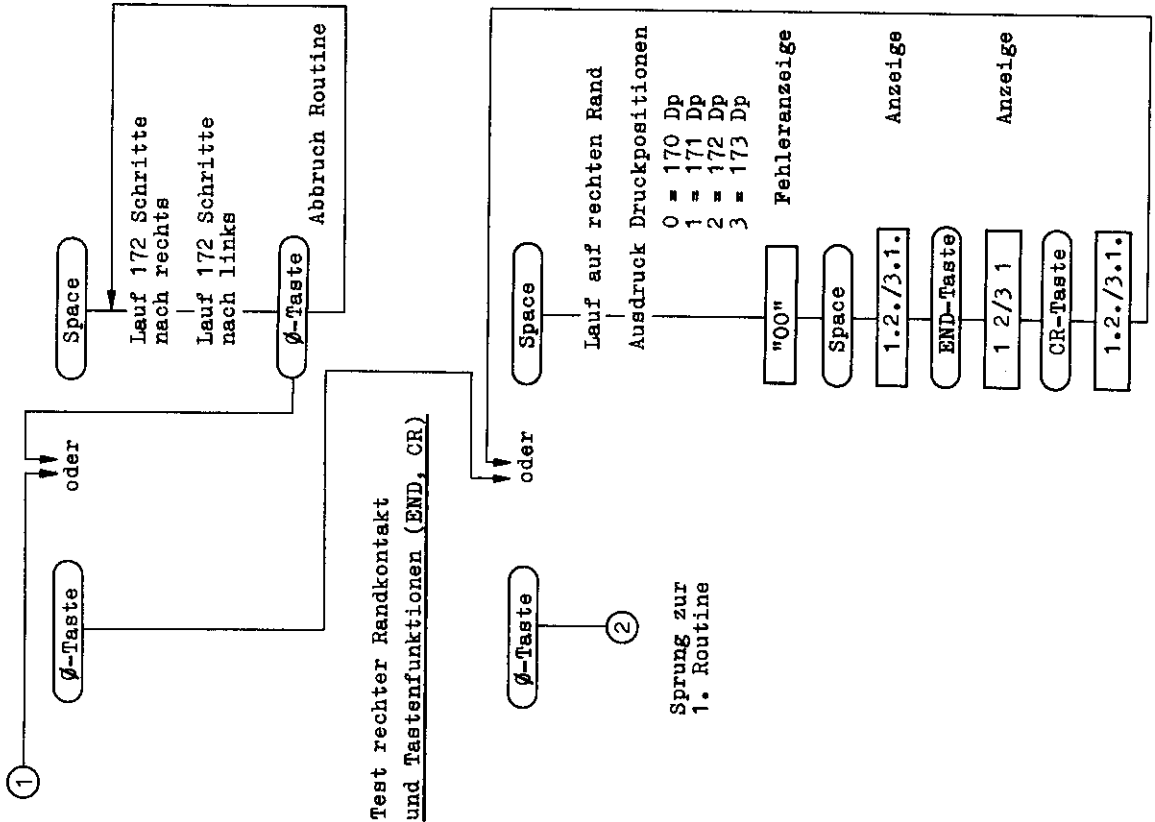 1
oder
Ø-Taste
Space
Lauf 172 Schritte
nach rechts
Lauf 172 Schritte
nach links
Ø-Taste
Abbruch Routine
Test rechter Randkontakt
und Tastenfunktionen (END, CR)
oder
Ø-Taste
2
Sprung zur
1. Routine
Space
Lauf auf rechten Rand
Ausdruck Druckpositionen
0 = 170 Dp
1 = 171 Dp
2 = 172 Dp
3 = 173 Dp
"00" Fehleranzeige
Space
1.2./3.1. Anzeige
END-Taste
1 2/3 1 Anzeige
CR-Taste
1.2./3.1.